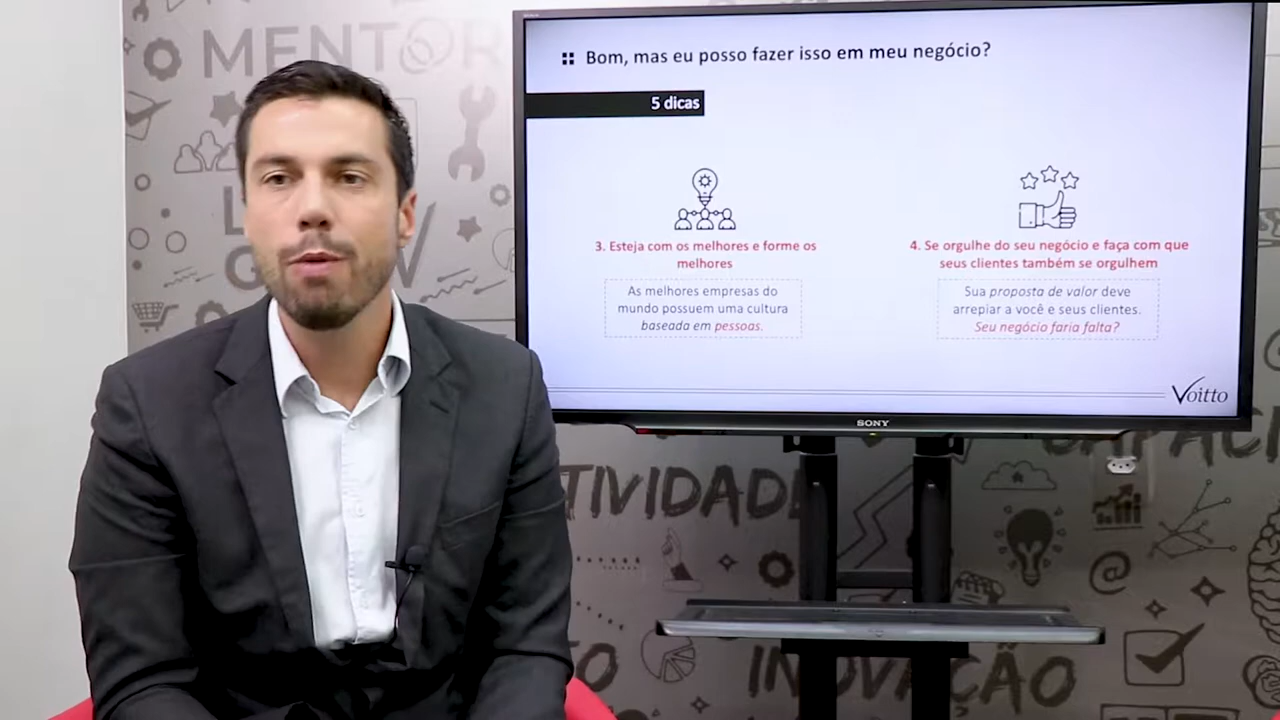 MENTOR
Bom, mas eu posso fazer isso em meu negócio?
5 dicas
3. Esteja com os melhores e forme os
melhores
As melhores empresas do
mundo possuem uma cultura
baseada em pessoas.
4. Se orgulhe do seu negócio e faça com que
seus clientes também se orgulhem
Sua proposta de valor deve
arrepiar a você e seus clientes.
Seu negócio faria falta?
Voitto
SONY
TIVIDADE
CAPACI
@
INOVAÇÃO